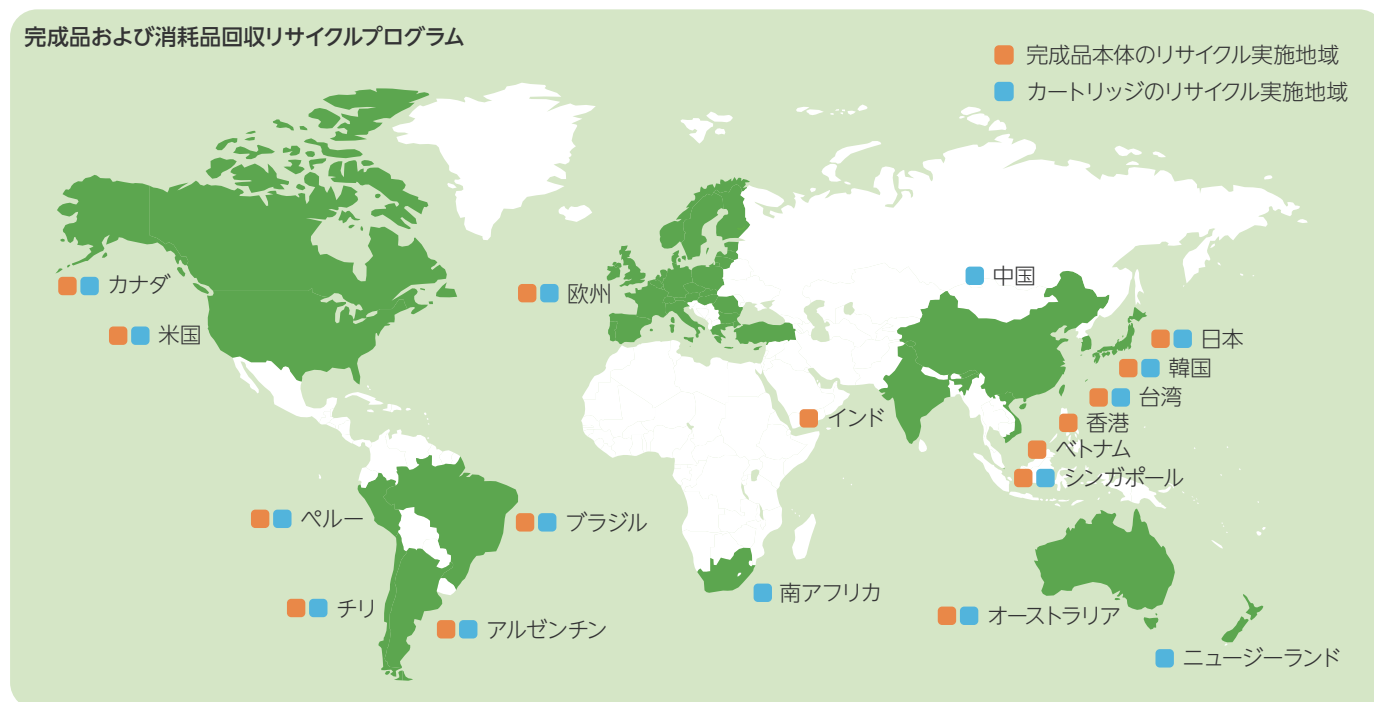 完成品および消耗品回収リサイクルプログラム
完成品本体のリサイクル実施地域
カートリッジのリサイクル実施地域
カナダ
米国
欧州
中国
日本
韓国
台湾
香港
インド
ベトナム
シンガポール
ペルー
ブラジル
南アフリカ
チリ
アルゼンチン
オーストラリア
ニュージーランド